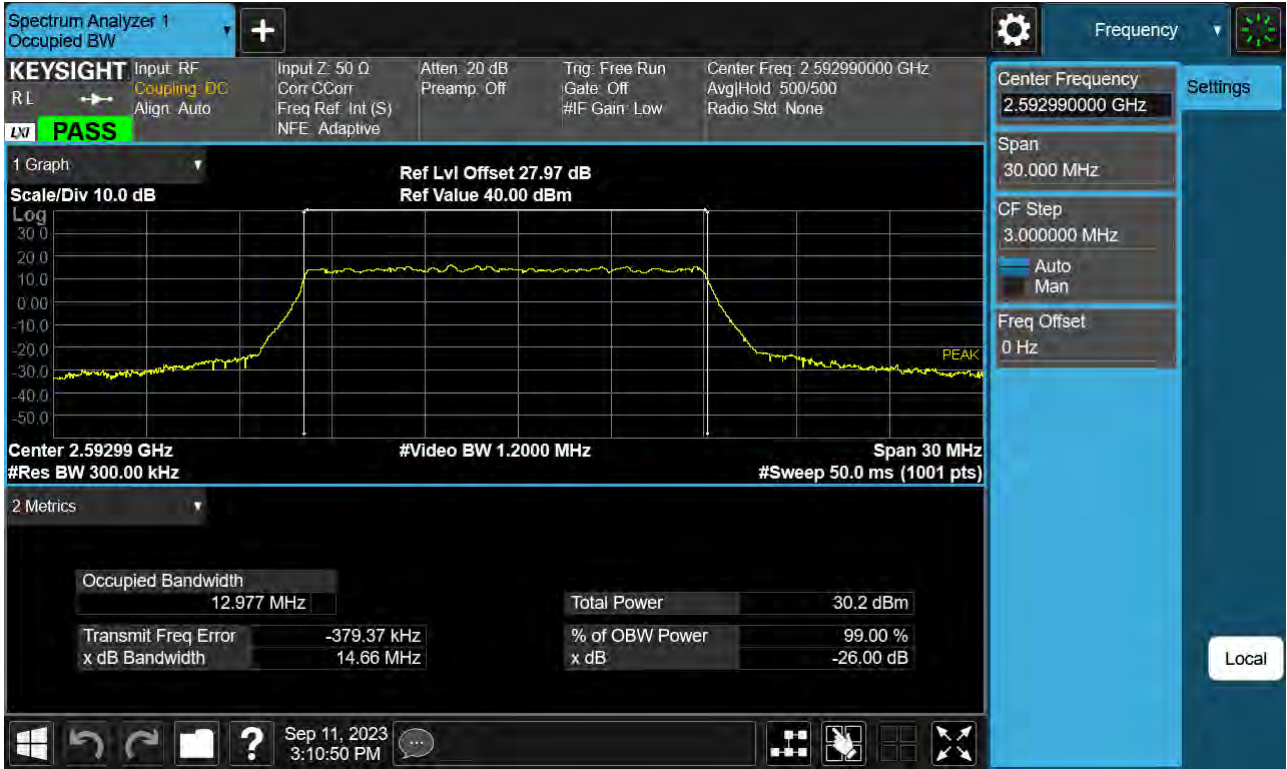 Spectrum Analyzer 1
Occupied BW
Frequency
KEYSIGHT
R L
LXI PASS
Input: RF
Coupling: DC
Align: Auto
Input Z: 50 Ω
Corr CCorr
Freq Ref: Int (S)
NFE: Adaptive
Atten: 20 dB
Preamp: Off
Trig: Free Run
Gate: Off
#IF Gain: Low
Center Freq: 2.592990000 GHz
Avg|Hold: 500/500
Radio Std: None
1 Graph
Scale/Div 10.0 dB
Ref Lvl Offset 27.97 dB
Ref Value 40.00 dBm
Log
30.0
20.0
10.0
0.00
-10.0
-20.0
-30.0
-40.0
-50.0
PEAK
Center 2.59299 GHz
#Video BW 1.2000 MHz
Span 30 MHz
#Res BW 300.00 kHz
#Sweep 50.0 ms (1001 pts)
2 Metrics
Occupied Bandwidth
12.977 MHz
Total Power 30.2 dBm
Transmit Freq Error -379.37 kHz
% of OBW Power 99.00 %
x dB Bandwidth 14.66 MHz
x dB -26.00 dB
Sep 11, 2023
3:10:50 PM
Center Frequency
2.592990000 GHz
Settings
Span
30.000 MHz
CF Step
3.000000 MHz
Auto
Man
Freq Offset
0 Hz
Local